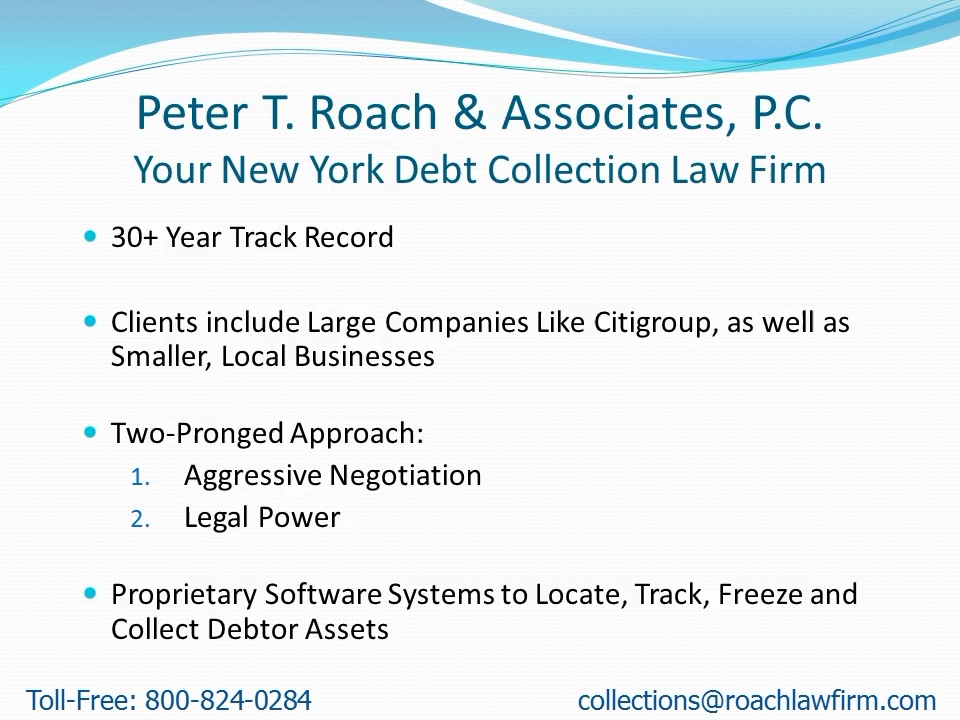 Peter T. Roach & Associates, P.C.
Your New York Debt Collection Law Firm
• 30+ Year Track Record
• Clients include Large Companies Like Citigroup, as well as
Smaller, Local Businesses
• Two-Pronged Approach:
1. Aggressive Negotiation
2. Legal Power
• Proprietary Software Systems to Locate, Track, Freeze and
Collect Debtor Assets
Toll-Free: 800-824-0284 collections@roachlawfirm.com